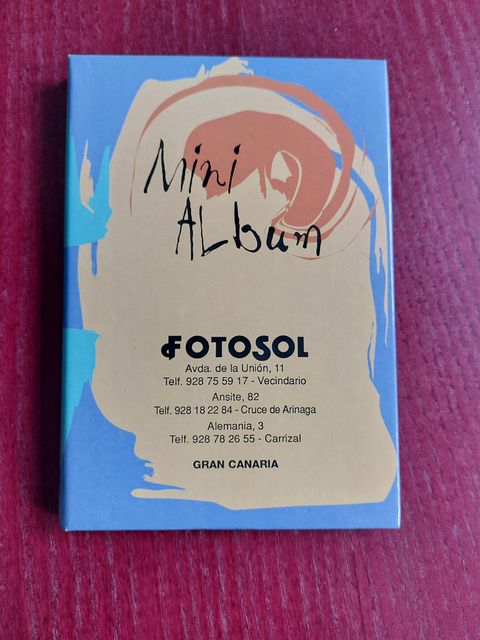 Mini
ALbum
FOTOSOL
Avda. de la Unión, 11
Telf. 928 75 59 17 - Vecindario
Ansite, 82
Telf. 928 18 22 84 - Cruce de Arinaga
Alemania, 3
Telf. 928 78 26 55 - Carrizal
GRAN CANARIA